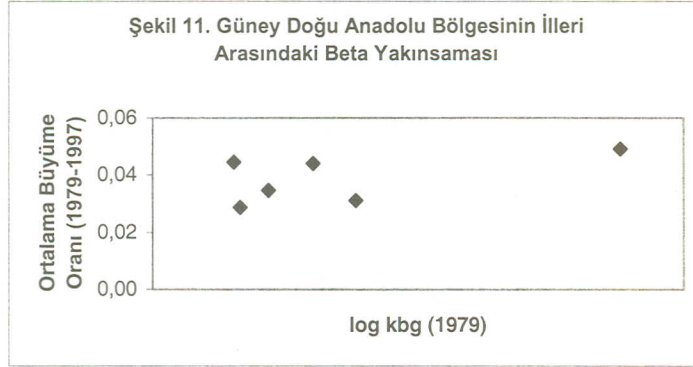 Şekil 11. Güney Doğu Anadolu Bölgesinin İlleri
Arasındaki Beta Yakınsaması
Ortalama Büyüme
Oranı (1979-1997)
0,06
0,04
0,02
0,00
log kbg (1979)